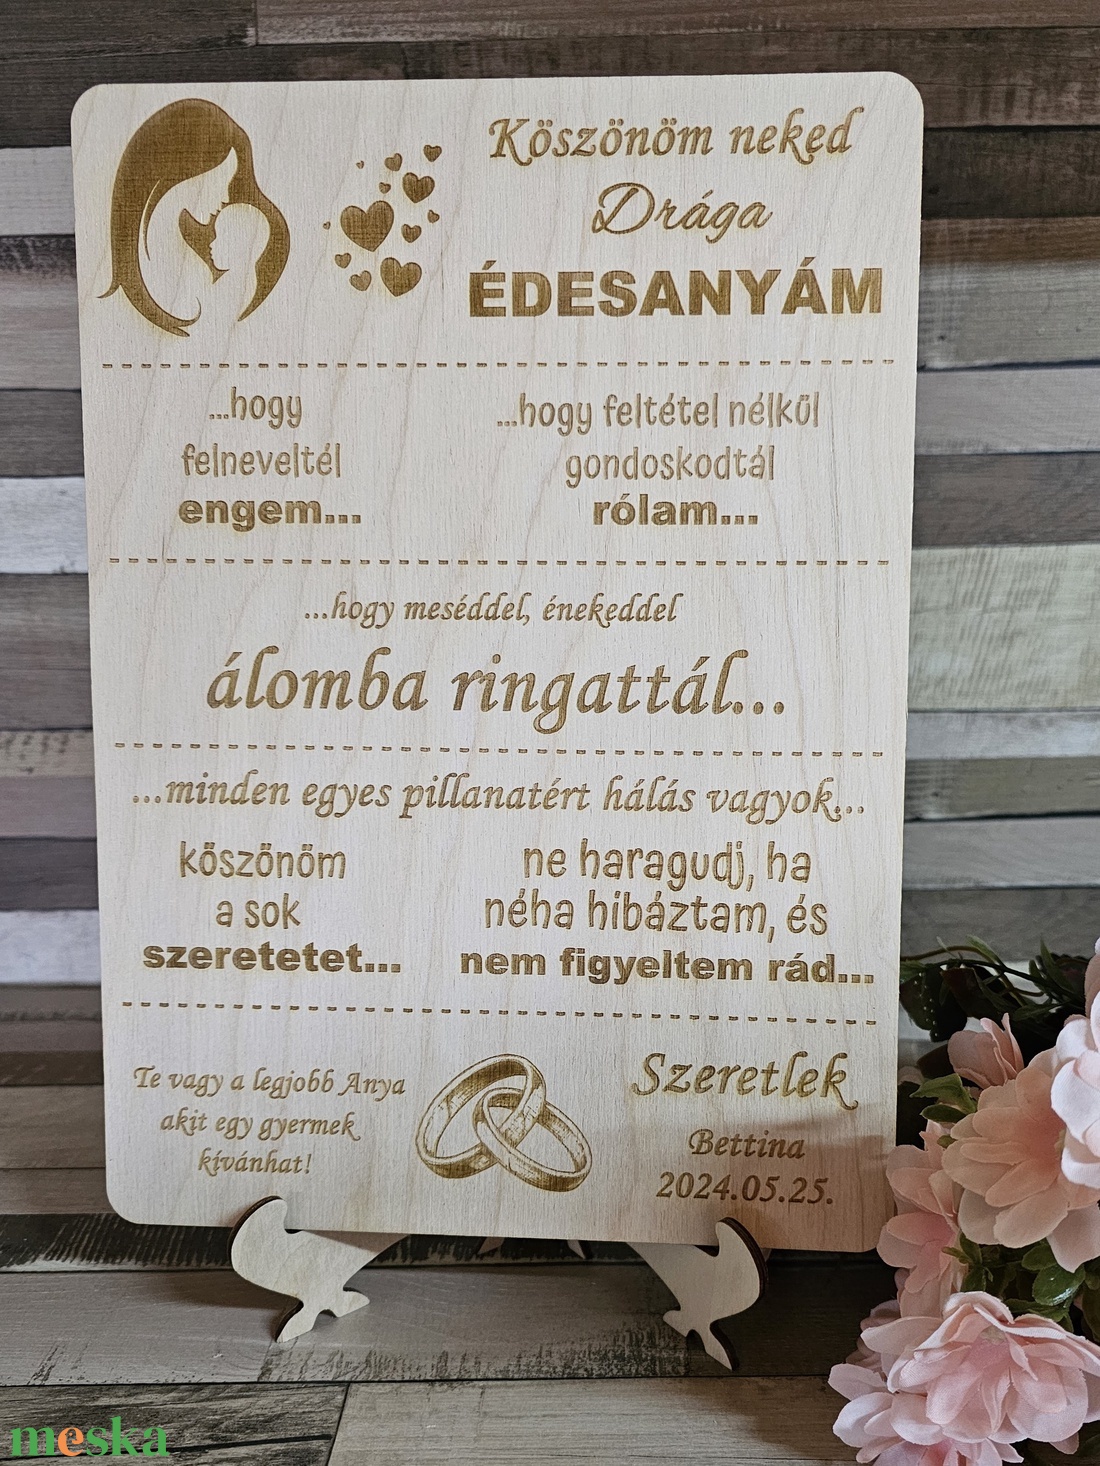 Köszönöm neked
Drága
ÉDESANYÁM
...hogy
felneveltél
engem...
...hogy feltétel nélkül
gondoskodtál
rólam...
...hogy meséddel, énekeddel
álomba ringattál...
...minden egyes pillanatért hálás vagyok...
köszönöm
a sok
szeretetet...
ne haragudj, ha
néha hibáztam, és
nem figyeltem rád...
Te vagy a legjobb Anya
akit egy gyermek
kívánhat!
Szeretlek
Bettina
2024.05.25.
meska